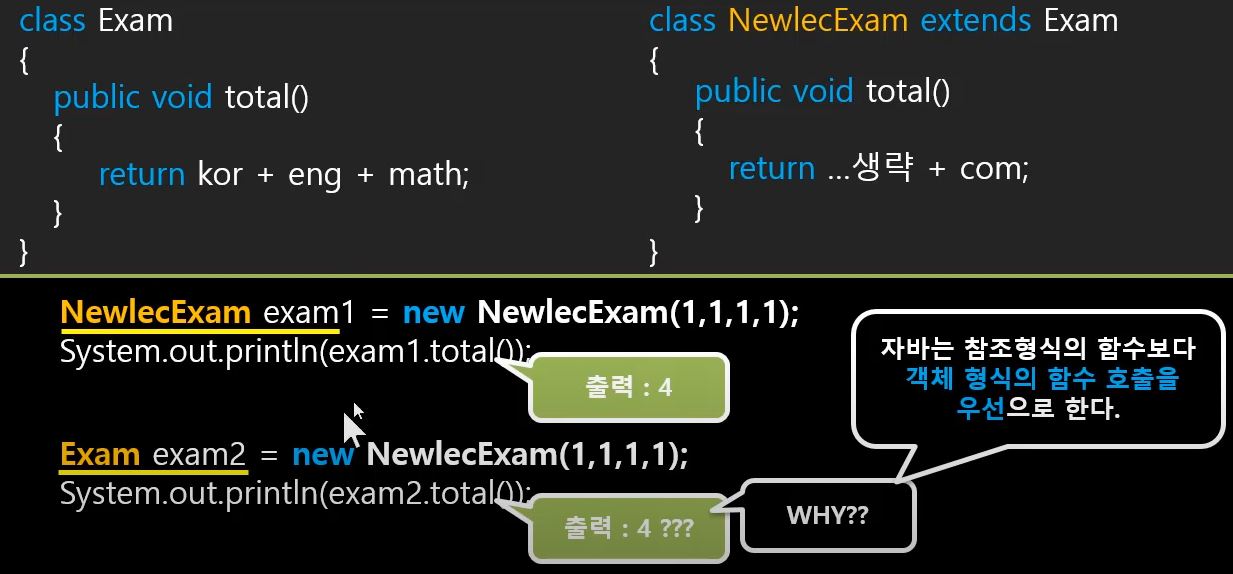 class Exam
{
public void total()
{
return kor + eng + math;
}
}
class NewlecExam extends Exam
{
public void total()
{
return ...생략 + com;
}
}
NewlecExam exam1 = new NewlecExam(1,1,1,1);
System.out.println(exam1.total());
출력 : 4
자바는 참조형식의 함수보다
객체 형식의 함수 호출을
우선으로 한다.
Exam exam2 = new NewlecExam(1,1,1,1);
System.out.println(exam2.total());
출력 : 4 ???
WHY??